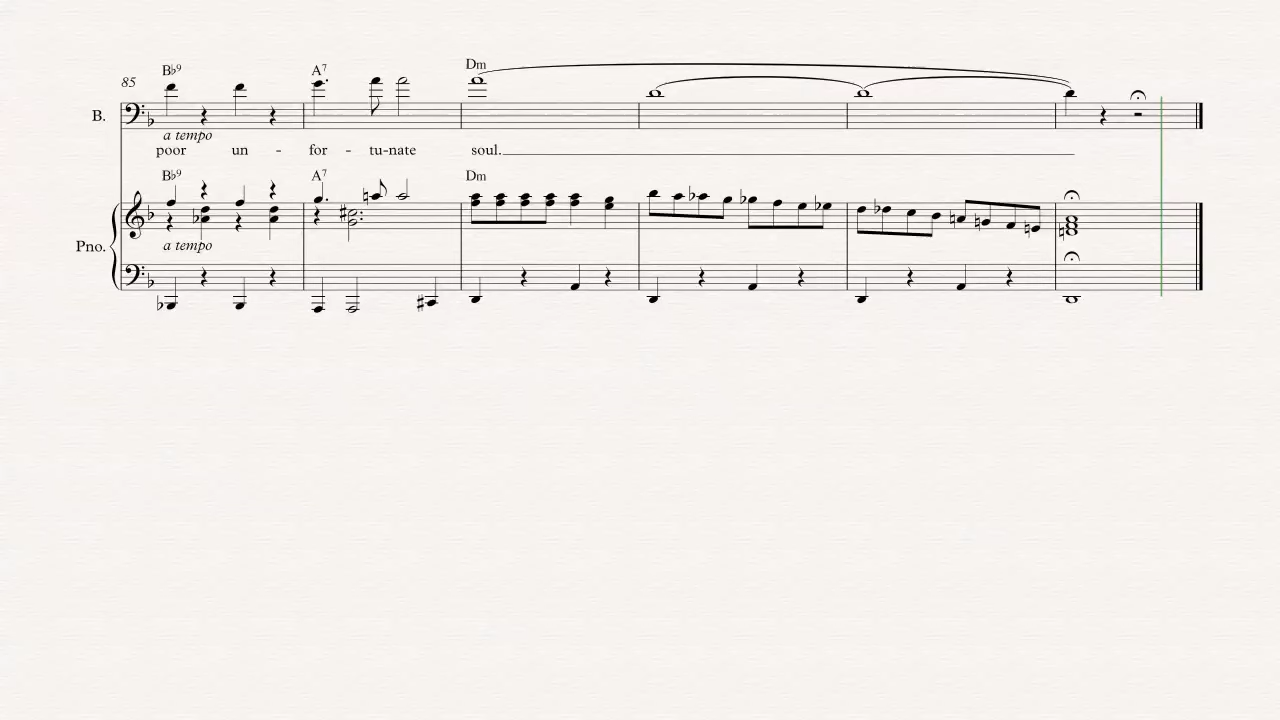 85 B♭9 A7 Dm
B.
a tempo
poor un - for - tu-nate soul.
B♭9 A7 Dm
Pno.
a tempo